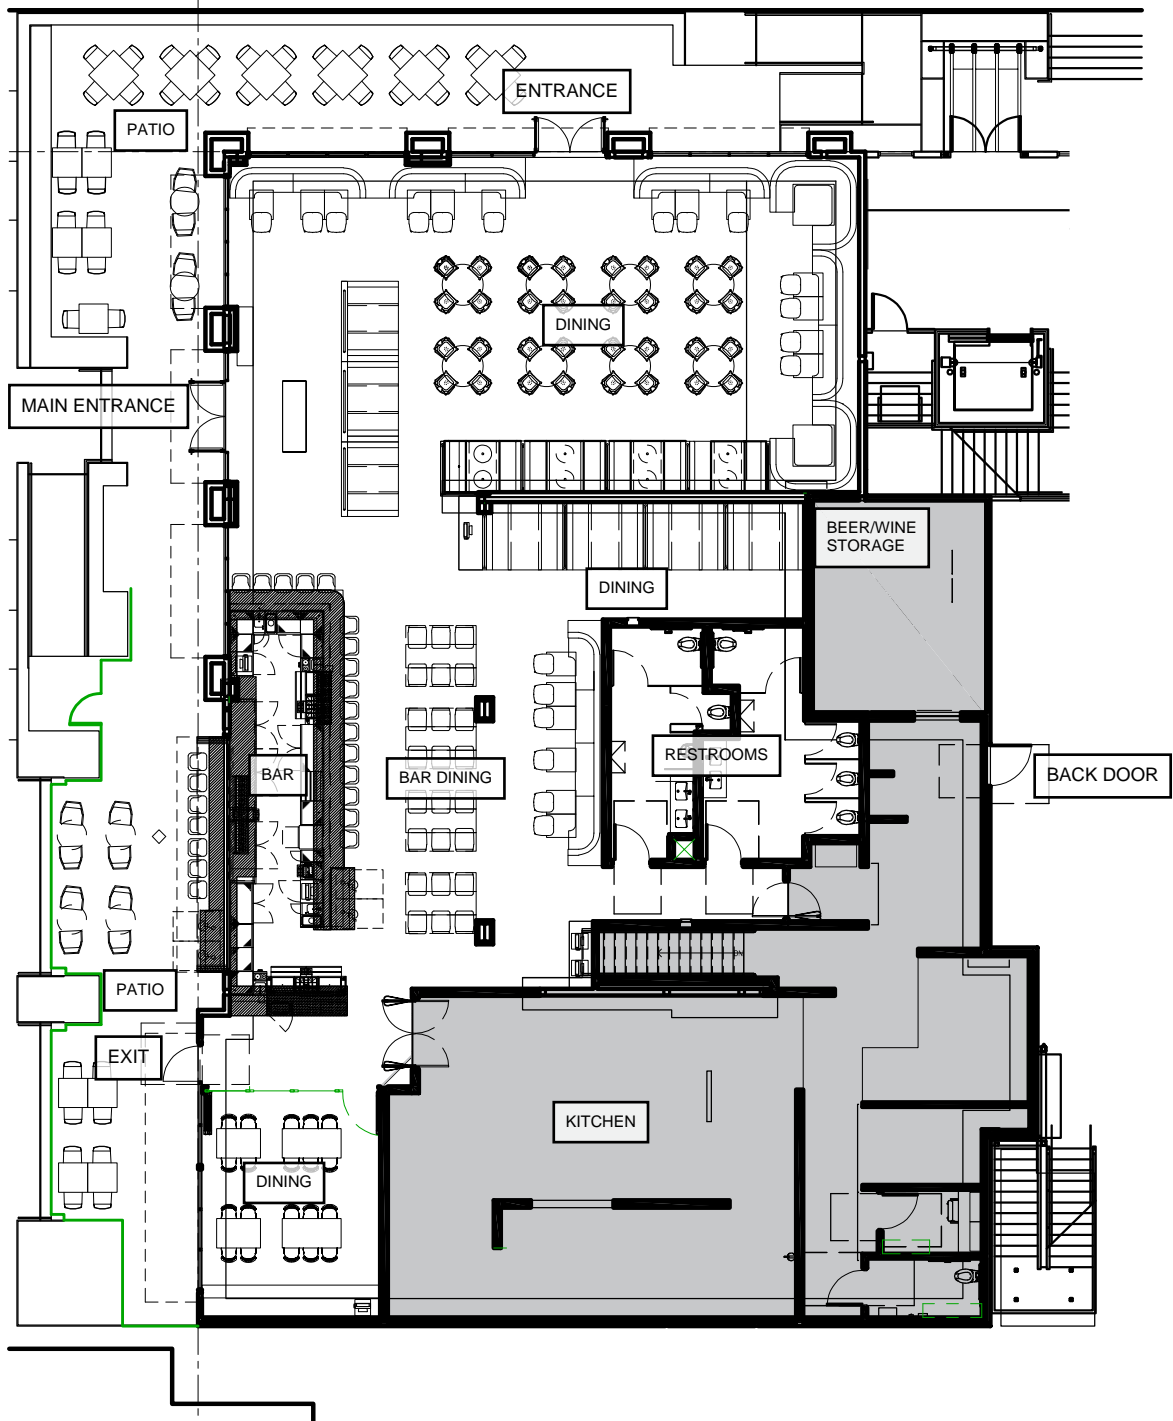 ENTRANCE
PATIO
DINING
MAIN ENTRANCE
BEER/WINE
STORAGE
DINING
RESTROOMS
BAR
BAR DINING
BACK DOOR
PATIO
EXIT
KITCHEN
DINING